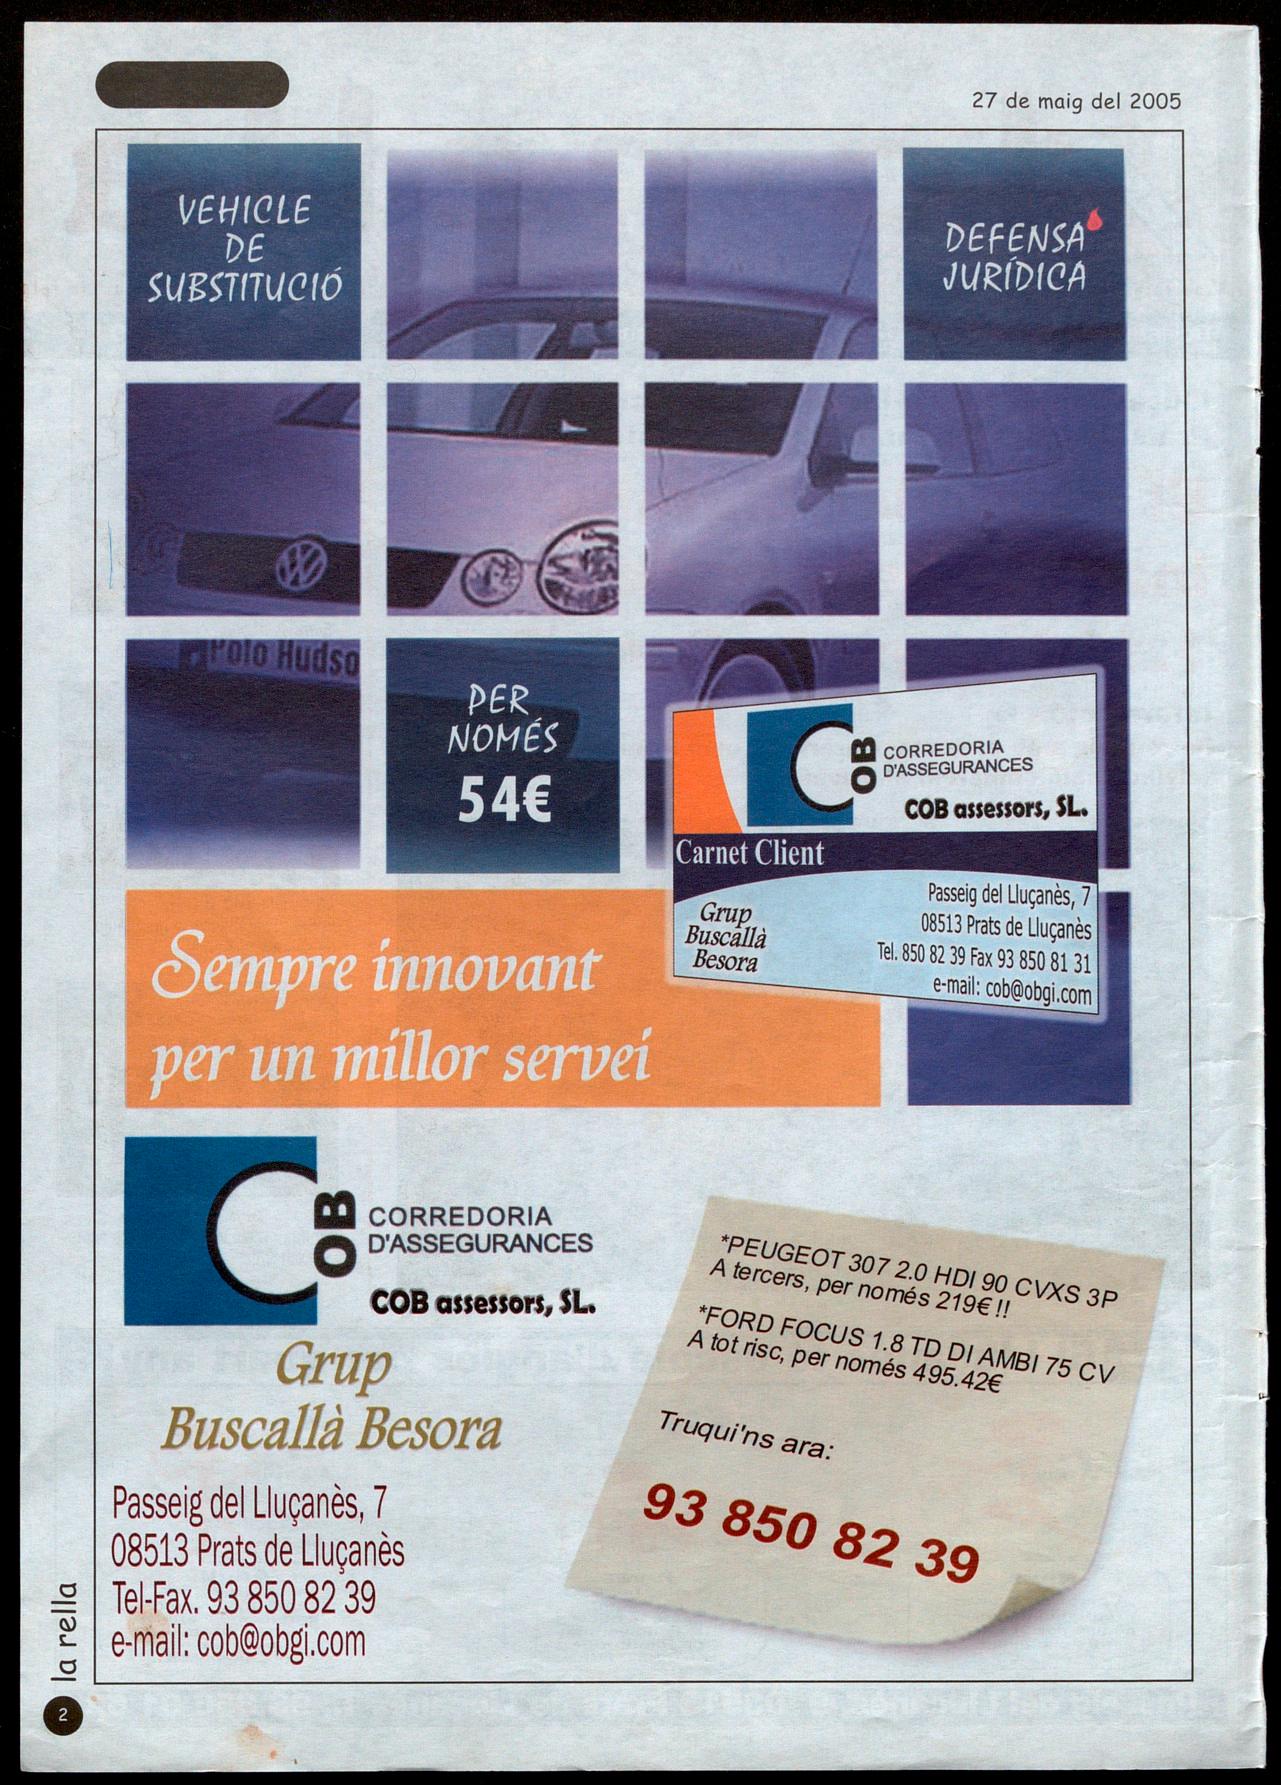 27 de maig del 2005
VEHICLE
DE
SUBSTITUCIÓ
DEFENSA
JURÍDICA
Polo Hudso
PER
NOMÉS
54€
COB
CORREDORIA
D'ASSEGURANCES
COB assessors, SL.
Carnet Client
Grup
Buscallà
Besora
Passeig del Lluçanès, 7
08513 Prats de Lluçanès
Tel. 850 82 39 Fax 93 850 81 31
e-mail: cob@obgi.com
Sempre innovant
per un millor servei
COB
CORREDORIA
D'ASSEGURANCES
COB assessors, SL.
Grup
Buscallà Besora
Passeig del Lluçanès, 7
08513 Prats de Lluçanès
Tel-Fax. 93 850 82 39
e-mail: cob@obgi.com
*PEUGEOT 307 2.0 HDI 90 CVXS 3P
A tercers, per només 219€ !!
*FORD FOCUS 1.8 TD DI AMBI 75 CV
A tot risc, per només 495.42€
Truqui'ns ara:
93 850 82 39
la rella
2